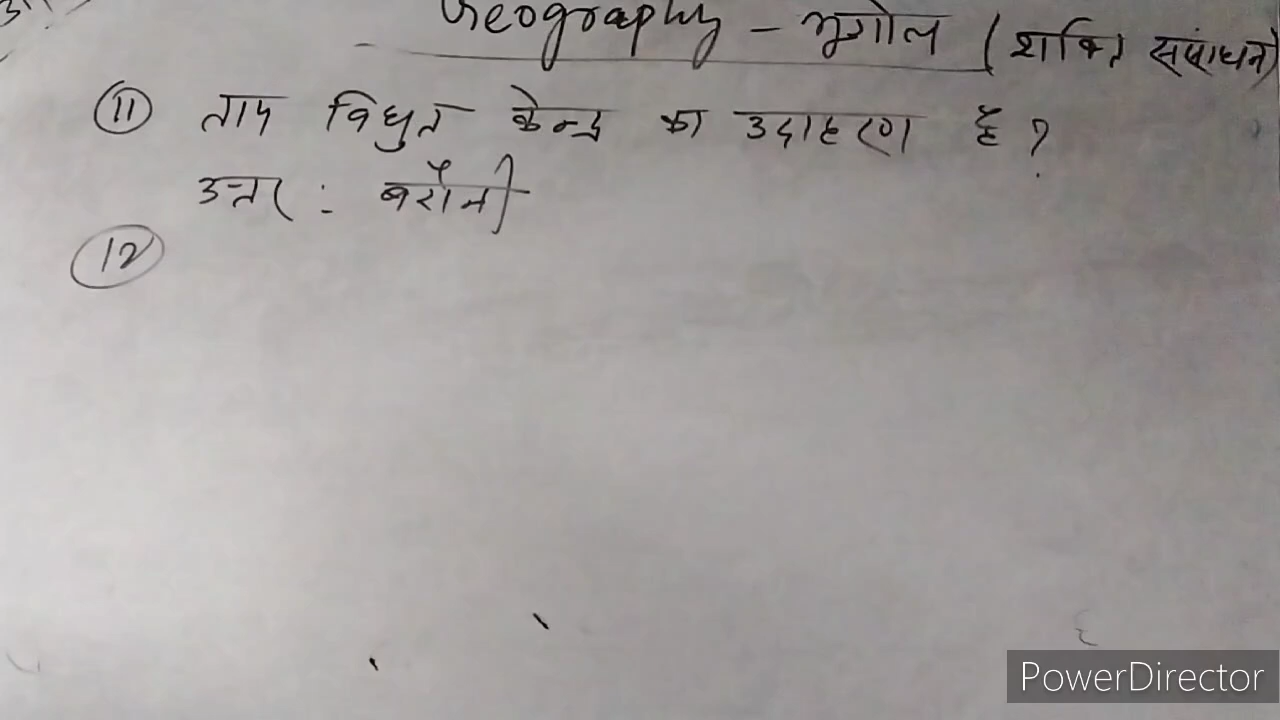 Geography - भूगोल (शक्ति संसाधन)
11 ताप विधुत केन्द्र का उदाहरण है ?
उत्तर : बरौनी
12
PowerDirector